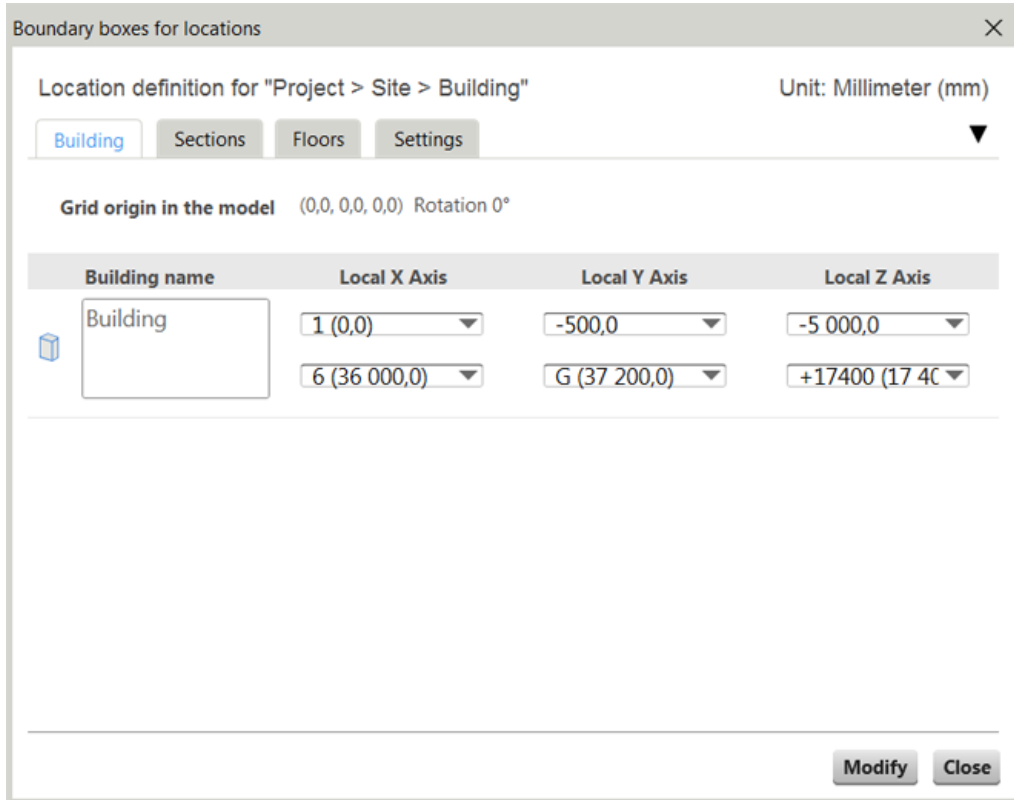 Boundary boxes for locations
Location definition for "Project > Site > Building" Unit: Millimeter (mm)
Building Sections Floors Settings
Grid origin in the model (0,0, 0,0, 0,0) Rotation 0°
Building name Local X Axis Local Y Axis Local Z Axis
Building 1 (0,0) -500,0 -5 000,0
6 (36 000,0) G (37 200,0) +17400 (17 40
Modify Close